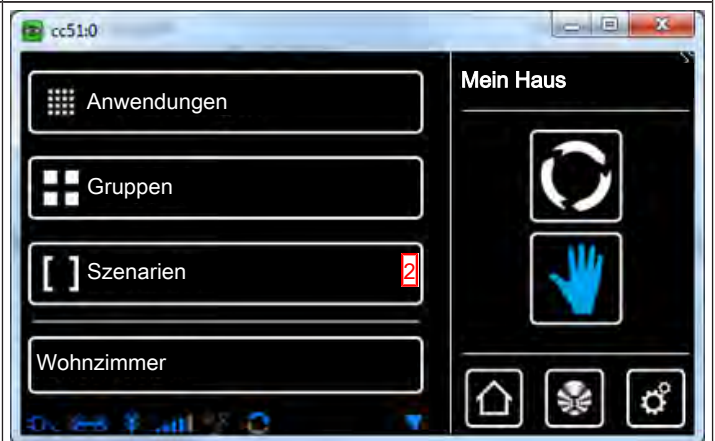 cc51:0
Mein Haus
Anwendungen
Gruppen
[ ] Szenarien 2
Wohnzimmer